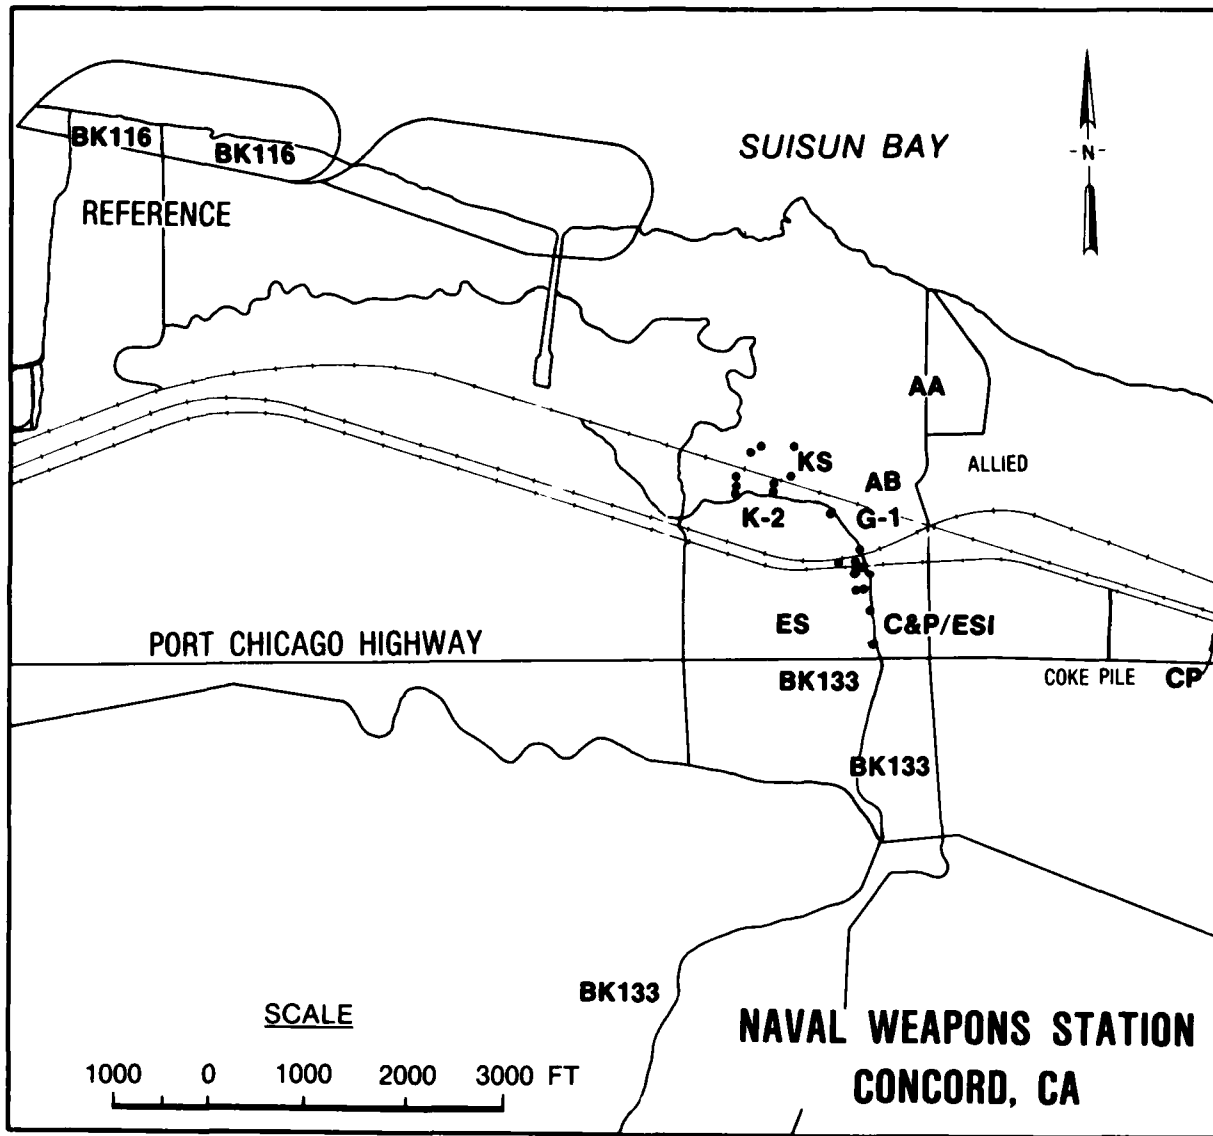 BK116
BK116
SUISUN BAY
-N-
REFERENCE
AA
ALLIED
KS
AB
K-2
G-1
ES
C&P/ESI
PORT CHICAGO HIGHWAY
BK133
COKE PILE
CP
BK133
BK133
SCALE
1000 0 1000 2000 3000 FT
NAVAL WEAPONS STATION
CONCORD, CA